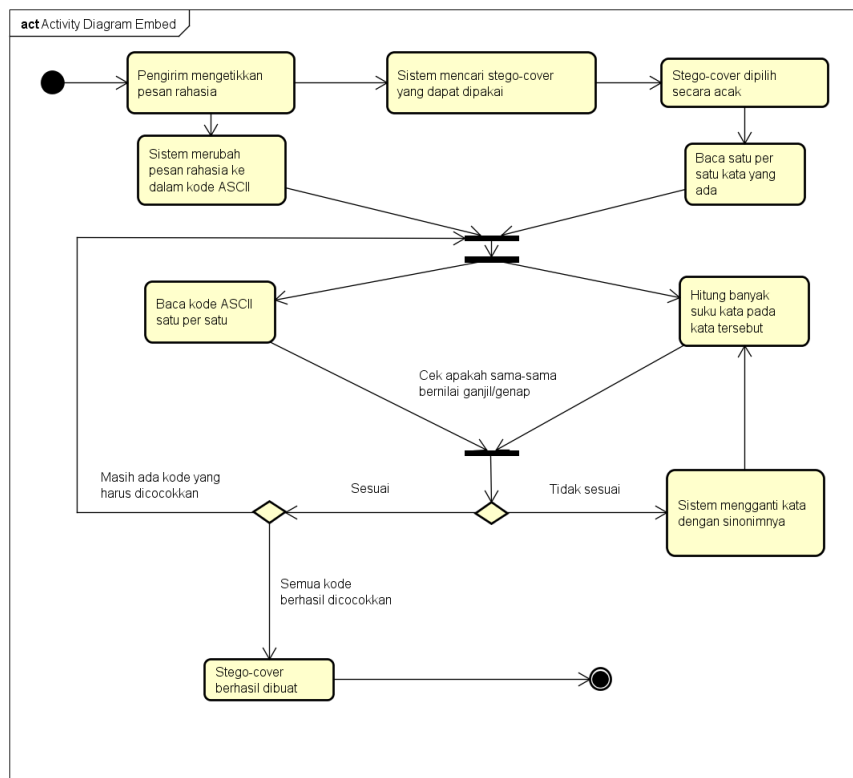 act Activity Diagram Embed
Pengirim mengetikkan
pesan rahasia
Sistem mencari stego-cover
yang dapat dipakai
Stego-cover dipilih
secara acak
Sistem merubah
pesan rahasia ke
dalam kode ASCII
Baca satu per
satu kata yang
ada
Baca kode ASCII
satu per satu
Hitung banyak
suku kata pada
kata tersebut
Cek apakah sama-sama
bernilai ganjil/genap
Masih ada kode yang
harus dicocokkan
Sesuai
Tidak sesuai
Sistem mengganti kata
dengan sinonimnya
Semua kode
berhasil dicocokkan
Stego-cover
berhasil dibuat